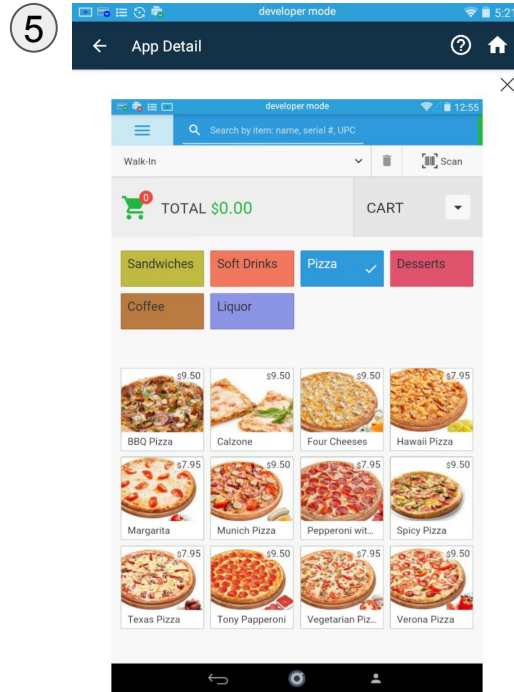 5
developer mode
5:21
App Detail
developer mode
12:55
Search by item: name, serial #, UPC
Walk-In
Scan
0
TOTAL $0.00
CART
Sandwiches
Soft Drinks
Pizza
Desserts
Coffee
Liquor
$9.50
$9.50
$9.50
$7.95
BBQ Pizza
Calzone
Four Cheeses
Hawaii Pizza
$7.95
$9.50
$7.95
$9.50
Margarita
Munich Pizza
Pepperoni wit...
Spicy Pizza
$7.95
$9.50
$7.95
$9.50
Texas Pizza
Tony Papperoni
Vegetarian Piz...
Verona Pizza